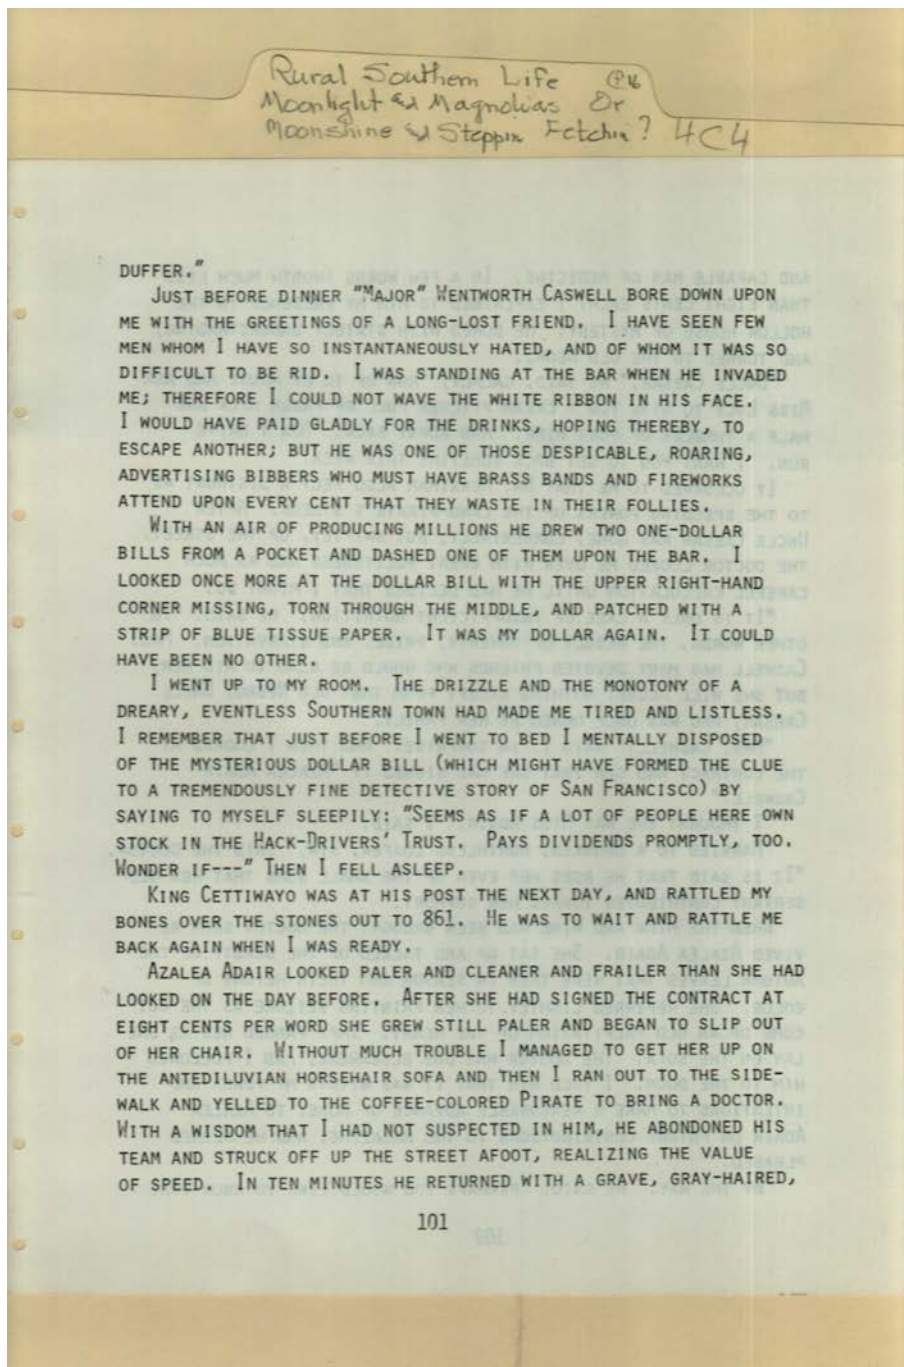 Rural Southern Life
Moonlight & Magnolias Or
Moonshine & Steppin Fetchin? 4C4
DUFFER."
JUST BEFORE DINNER "MAJOR" WENTWORTH CASWELL BORE DOWN UPON
ME WITH THE GREETINGS OF A LONG-LOST FRIEND. I HAVE SEEN FEW
MEN WHOM I HAVE SO INSTANTANEOUSLY HATED, AND OF WHOM IT WAS SO
DIFFICULT TO BE RID. I WAS STANDING AT THE BAR WHEN HE INVADED
ME; THEREFORE I COULD NOT WAVE THE WHITE RIBBON IN HIS FACE.
I WOULD HAVE PAID GLADLY FOR THE DRINKS, HOPING THEREBY, TO
ESCAPE ANOTHER; BUT HE WAS ONE OF THOSE DESPICABLE, ROARING,
ADVERTISING BIBBERS WHO MUST HAVE BRASS BANDS AND FIREWORKS
ATTEND UPON EVERY CENT THAT THEY WASTE IN THEIR FOLLIES.
WITH AN AIR OF PRODUCING MILLIONS HE DREW TWO ONE-DOLLAR
BILLS FROM A POCKET AND DASHED ONE OF THEM UPON THE BAR. I
LOOKED ONCE MORE AT THE DOLLAR BILL WITH THE UPPER RIGHT-HAND
CORNER MISSING, TORN THROUGH THE MIDDLE, AND PATCHED WITH A
STRIP OF BLUE TISSUE PAPER. IT WAS MY DOLLAR AGAIN. IT COULD
HAVE BEEN NO OTHER.
I WENT UP TO MY ROOM. THE DRIZZLE AND THE MONOTONY OF A
DREARY, EVENTLESS SOUTHERN TOWN HAD MADE ME TIRED AND LISTLESS.
I REMEMBER THAT JUST BEFORE I WENT TO BED I MENTALLY DISPOSED
OF THE MYSTERIOUS DOLLAR BILL (WHICH MIGHT HAVE FORMED THE CLUE
TO A TREMENDOUSLY FINE DETECTIVE STORY OF SAN FRANCISCO) BY
SAYING TO MYSELF SLEEPILY: "SEEMS AS IF A LOT OF PEOPLE HERE OWN
STOCK IN THE HACK-DRIVERS' TRUST. PAYS DIVIDENDS PROMPTLY, TOO.
WONDER IF---" THEN I FELL ASLEEP.
KING CETTIWAYO WAS AT HIS POST THE NEXT DAY, AND RATTLED MY
BONES OVER THE STONES OUT TO 861. HE WAS TO WAIT AND RATTLE ME
BACK AGAIN WHEN I WAS READY.
AZALEA ADAIR LOOKED PALER AND CLEANER AND FRAILER THAN SHE HAD
LOOKED ON THE DAY BEFORE. AFTER SHE HAD SIGNED THE CONTRACT AT
EIGHT CENTS PER WORD SHE GREW STILL PALER AND BEGAN TO SLIP OUT
OF HER CHAIR. WITHOUT MUCH TROUBLE I MANAGED TO GET HER UP ON
THE ANTEDILUVIAN HORSEHAIR SOFA AND THEN I RAN OUT TO THE SIDE-
WALK AND YELLED TO THE COFFEE-COLORED PIRATE TO BRING A DOCTOR.
WITH A WISDOM THAT I HAD NOT SUSPECTED IN HIM, HE ABONDONED HIS
TEAM AND STRUCK OFF UP THE STREET AFOOT, REALIZING THE VALUE
OF SPEED. IN TEN MINUTES HE RETURNED WITH A GRAVE, GRAY-HAIRED,
101